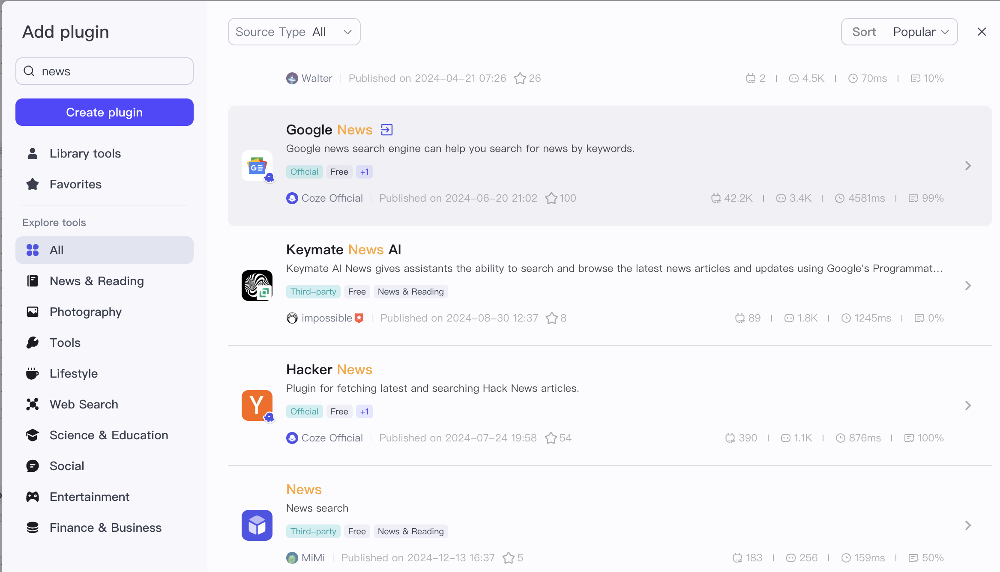 Add plugin
news
Create plugin
Library tools
Favorites
Explore tools
All
News & Reading
Photography
Tools
Lifestyle
Web Search
Science & Education
Social
Entertainment
Finance & Business
Source Type All
Sort Popular
Walter Published on 2024-04-21 07:26 26 2 4.5K 70ms 10%
Google News
Google news search engine can help you search for news by keywords.
Official Free +1
Coze Official Published on 2024-06-20 21:02 100 42.2K 3.4K 4581ms 99%
Keymate News AI
Keymate AI News gives assistants the ability to search and browse the latest news articles and updates using Google's Programmat...
Third-party Free News & Reading
impossible Published on 2024-08-30 12:37 8 89 1.8K 1245ms 0%
Hacker News
Plugin for fetching latest and searching Hack News articles.
Y
Official Free +1
Coze Official Published on 2024-07-24 19:58 54 390 1.1K 876ms 100%
News
News search
Third-party Free News & Reading
MiMi Published on 2024-12-13 16:37 5 183 256 159ms 50%